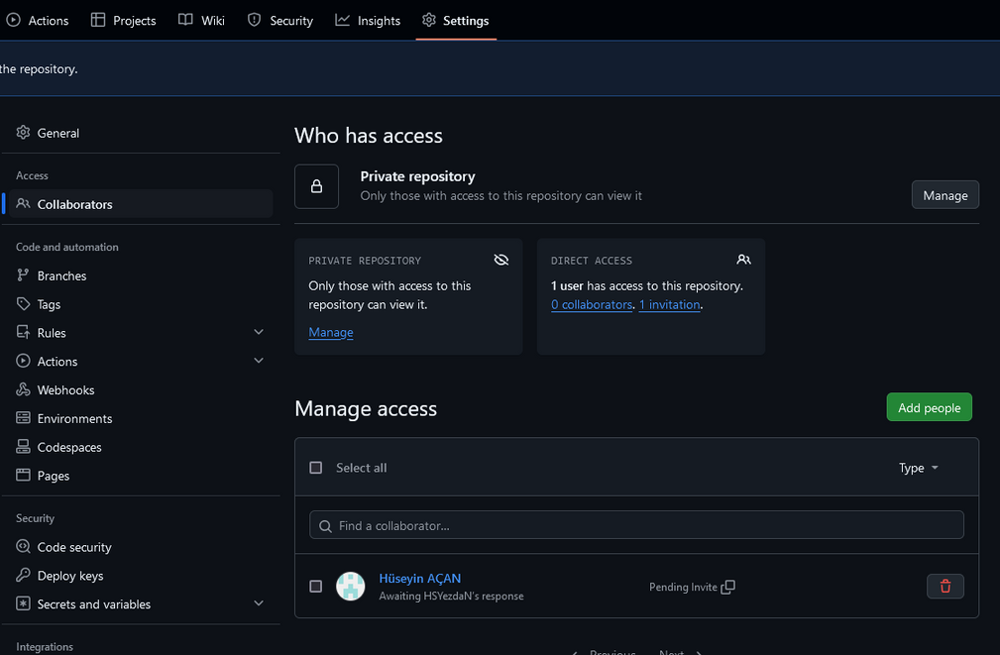 Actions Projects Wiki Security Insights Settings
the repository.
General
Access
Collaborators
Code and automation
Branches
Tags
Rules
Actions
Webhooks
Environments
Codespaces
Pages
Security
Code security
Deploy keys
Secrets and variables
Integrations
Who has access
Private repository
Only those with access to this repository can view it
Manage
PRIVATE REPOSITORY
Only those with access to this
repository can view it.
Manage
DIRECT ACCESS
1 user has access to this repository.
0 collaborators. 1 invitation.
Manage access
Add people
Select all
Type
Find a collaborator...
Hüseyin AÇAN
Awaiting HSYezdaN's response
Pending Invite
Previous Next